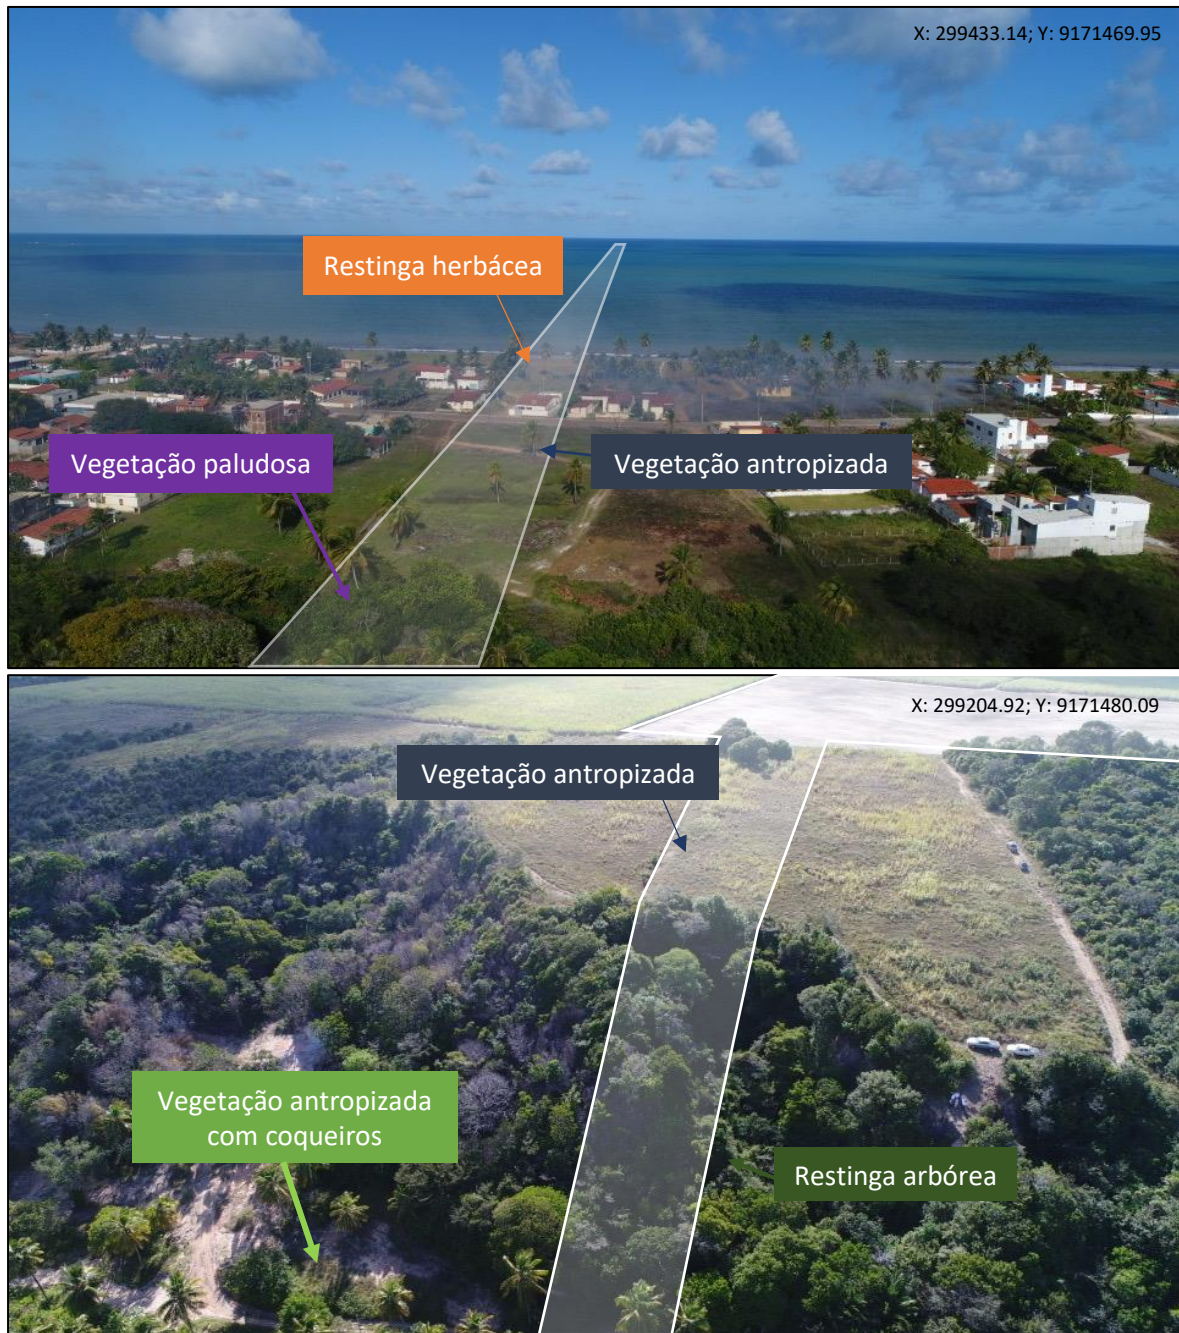 X: 299433.14; Y: 9171469.95
Restinga herbácea
Vegetação paludosa
Vegetação antropizada
X: 299204.92; Y: 9171480.09
Vegetação antropizada
Vegetação antropizada
com coqueiros
Restinga arbórea